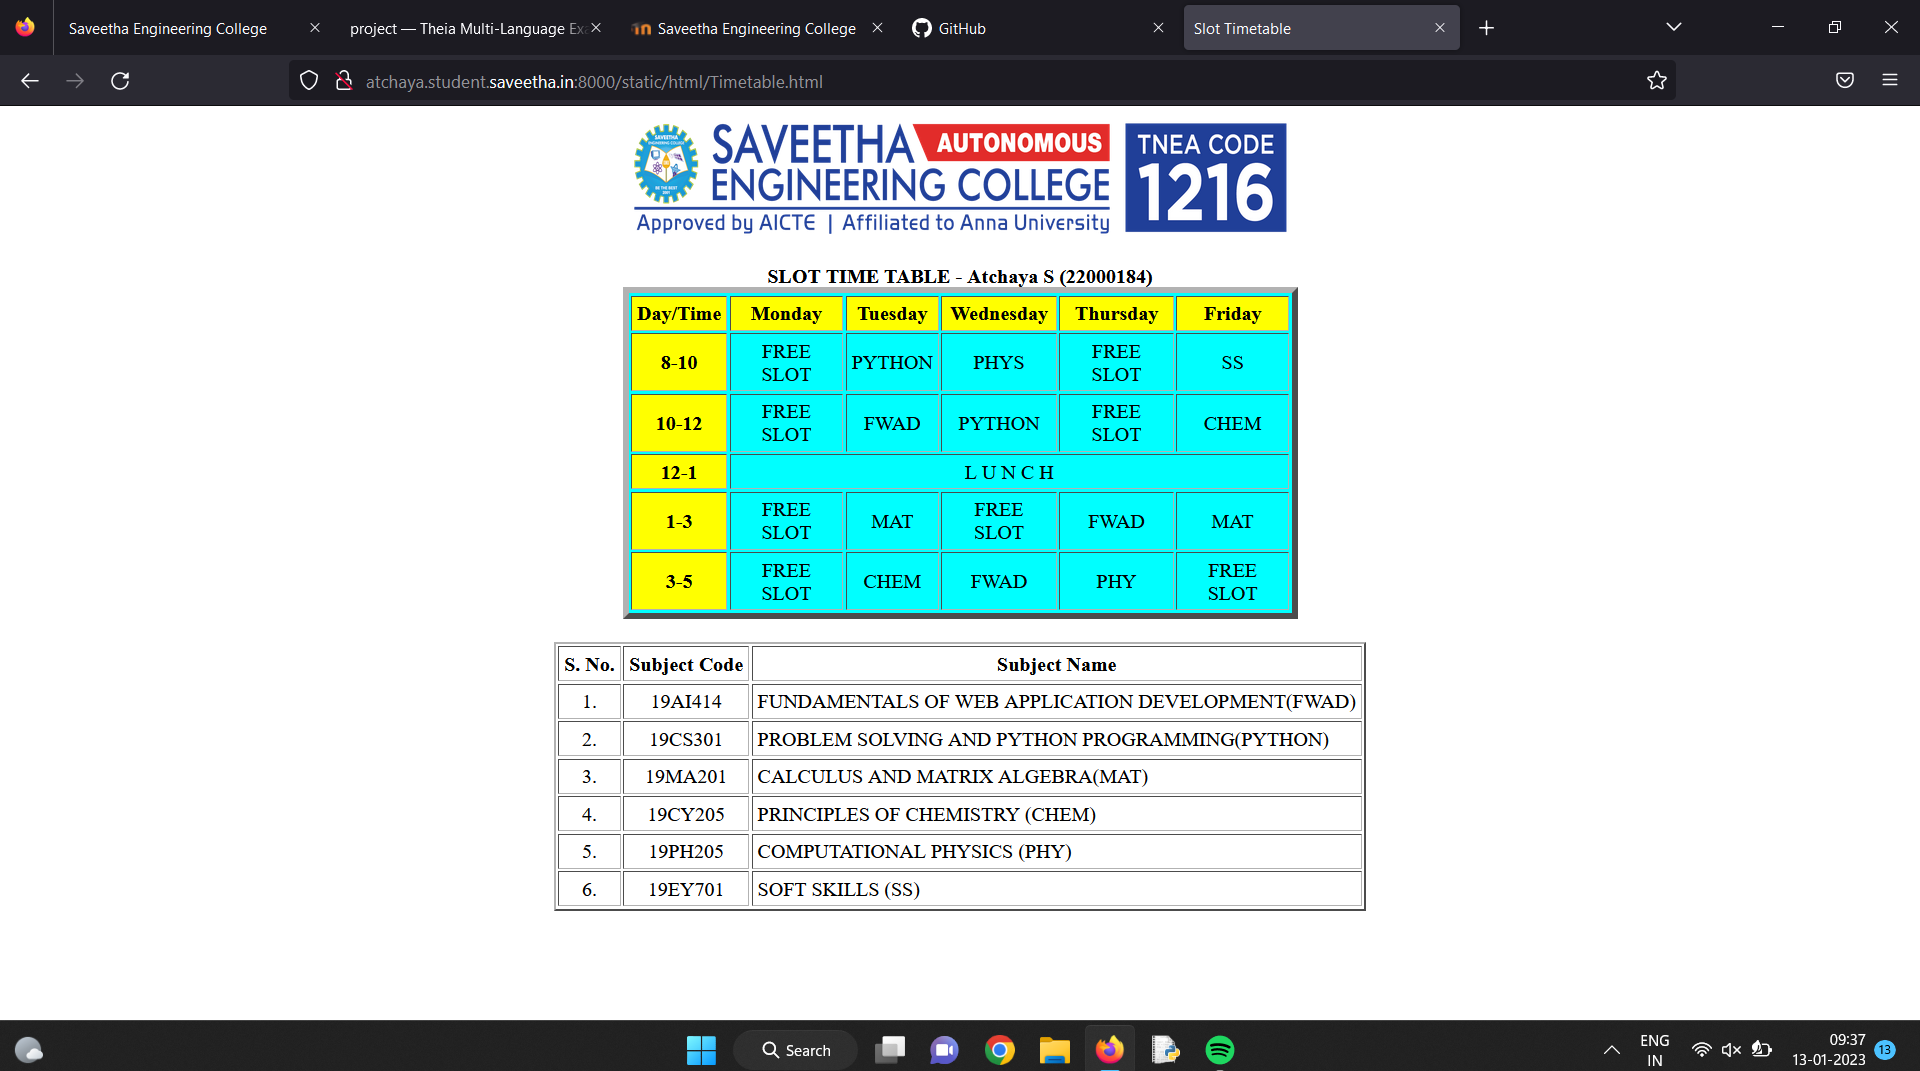 Saveetha Engineering College
project — Theia Multi-Language Ex
Saveetha Engineering College
GitHub
Slot Timetable
atchaya.student.saveetha.in:8000/static/html/Timetable.html
SAVEETHA
ENGINEERING COLLEGE
BE THE BEST
2001
SAVEETHA AUTONOMOUS
ENGINEERING COLLEGE
Approved by AICTE | Affiliated to Anna University
TNEA CODE
1216
SLOT TIME TABLE - Atchaya S (22000184)
Day/Time Monday Tuesday Wednesday Thursday Friday
8-10 FREE SLOT PYTHON PHYS FREE SLOT SS
10-12 FREE SLOT FWAD PYTHON FREE SLOT CHEM
12-1 L U N C H
1-3 FREE SLOT MAT FREE SLOT FWAD MAT
3-5 FREE SLOT CHEM FWAD PHY FREE SLOT
S. No. Subject Code Subject Name
1. 19AI414 FUNDAMENTALS OF WEB APPLICATION DEVELOPMENT(FWAD)
2. 19CS301 PROBLEM SOLVING AND PYTHON PROGRAMMING(PYTHON)
3. 19MA201 CALCULUS AND MATRIX ALGEBRA(MAT)
4. 19CY205 PRINCIPLES OF CHEMISTRY (CHEM)
5. 19PH205 COMPUTATIONAL PHYSICS (PHY)
6. 19EY701 SOFT SKILLS (SS)
Search
ENG
IN
09:37
13-01-2023
13